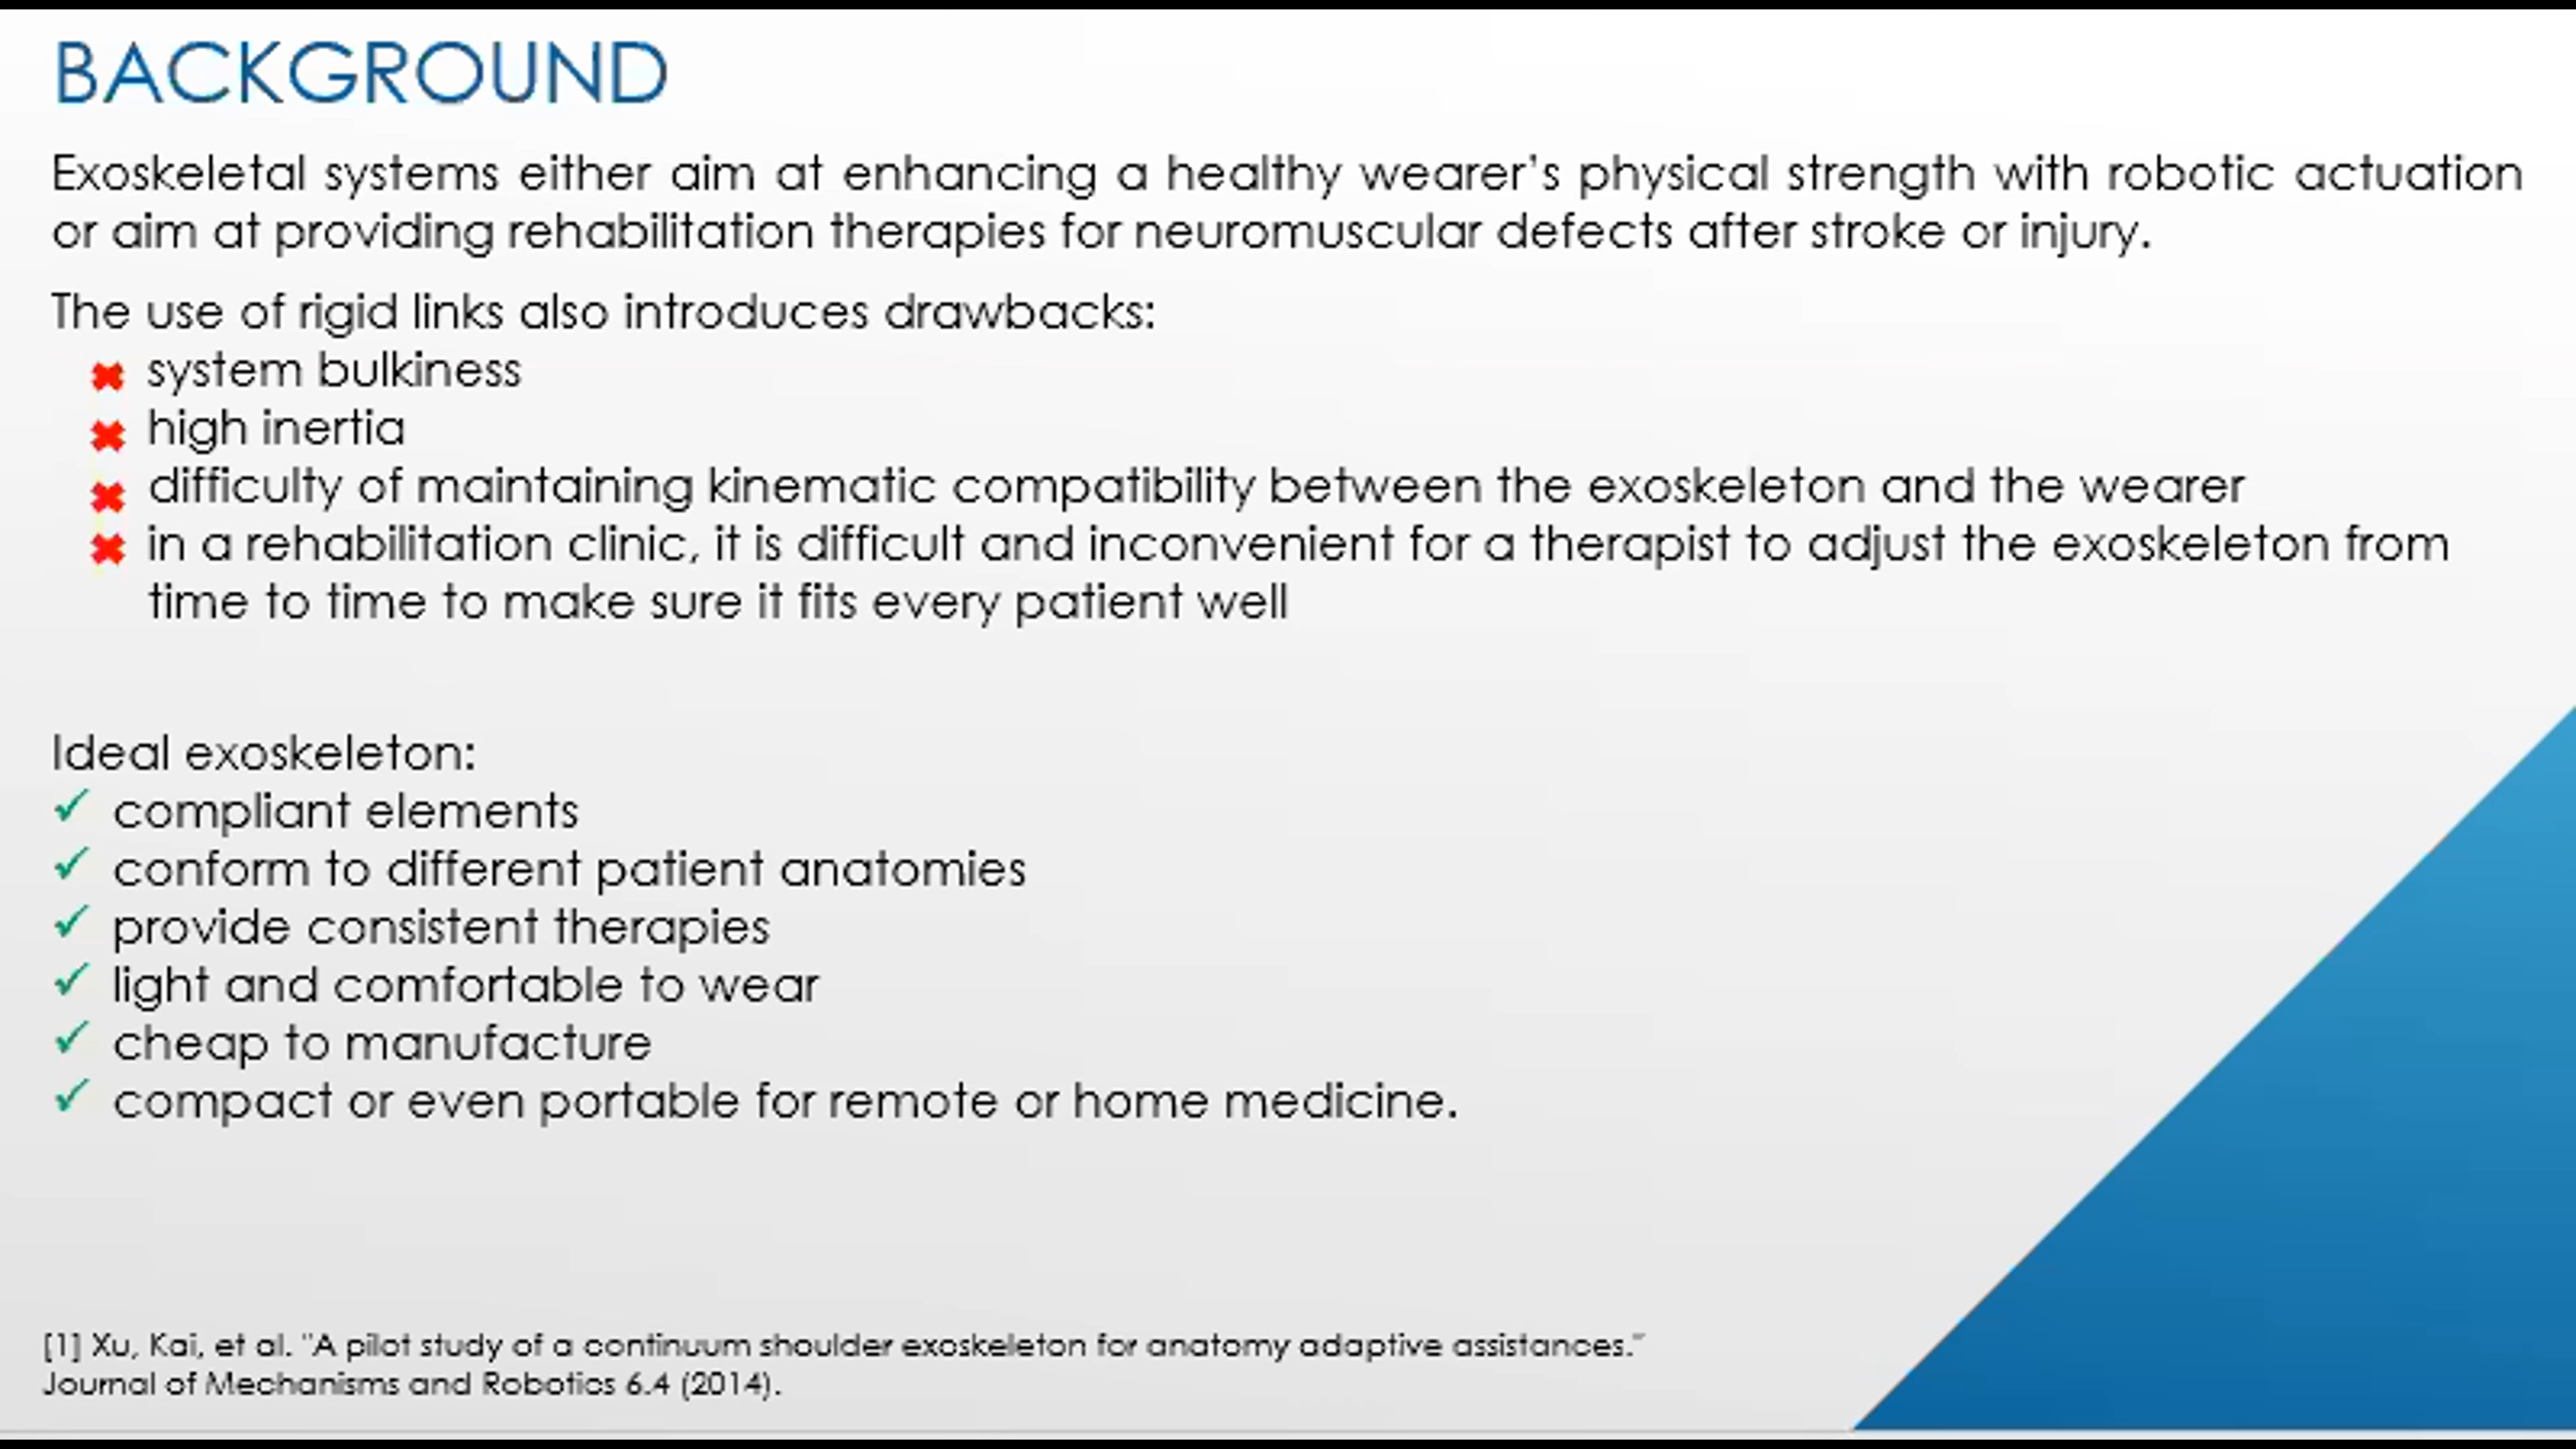 BACKGROUND
Exoskeletal systems either aim at enhancing a healthy wearer's physical strength with robotic actuation
or aim at providing rehabilitation therapies for neuromuscular defects after stroke or injury.
The use of rigid links also introduces drawbacks:
✖ system bulkiness
✖ high inertia
✖ difficulty of maintaining kinematic compatibility between the exoskeleton and the wearer
✖ in a rehabilitation clinic, it is difficult and inconvenient for a therapist to adjust the exoskeleton from
time to time to make sure it fits every patient well
Ideal exoskeleton:
✓ compliant elements
✓ conform to different patient anatomies
✓ provide consistent therapies
✓ light and comfortable to wear
✓ cheap to manufacture
✓ compact or even portable for remote or home medicine.
[1] Xu, Kai, et al. "A pilot study of a continuum shoulder exoskeleton for anatomy adaptive assistances."
Journal of Mechanisms and Robotics 6.4 (2014).